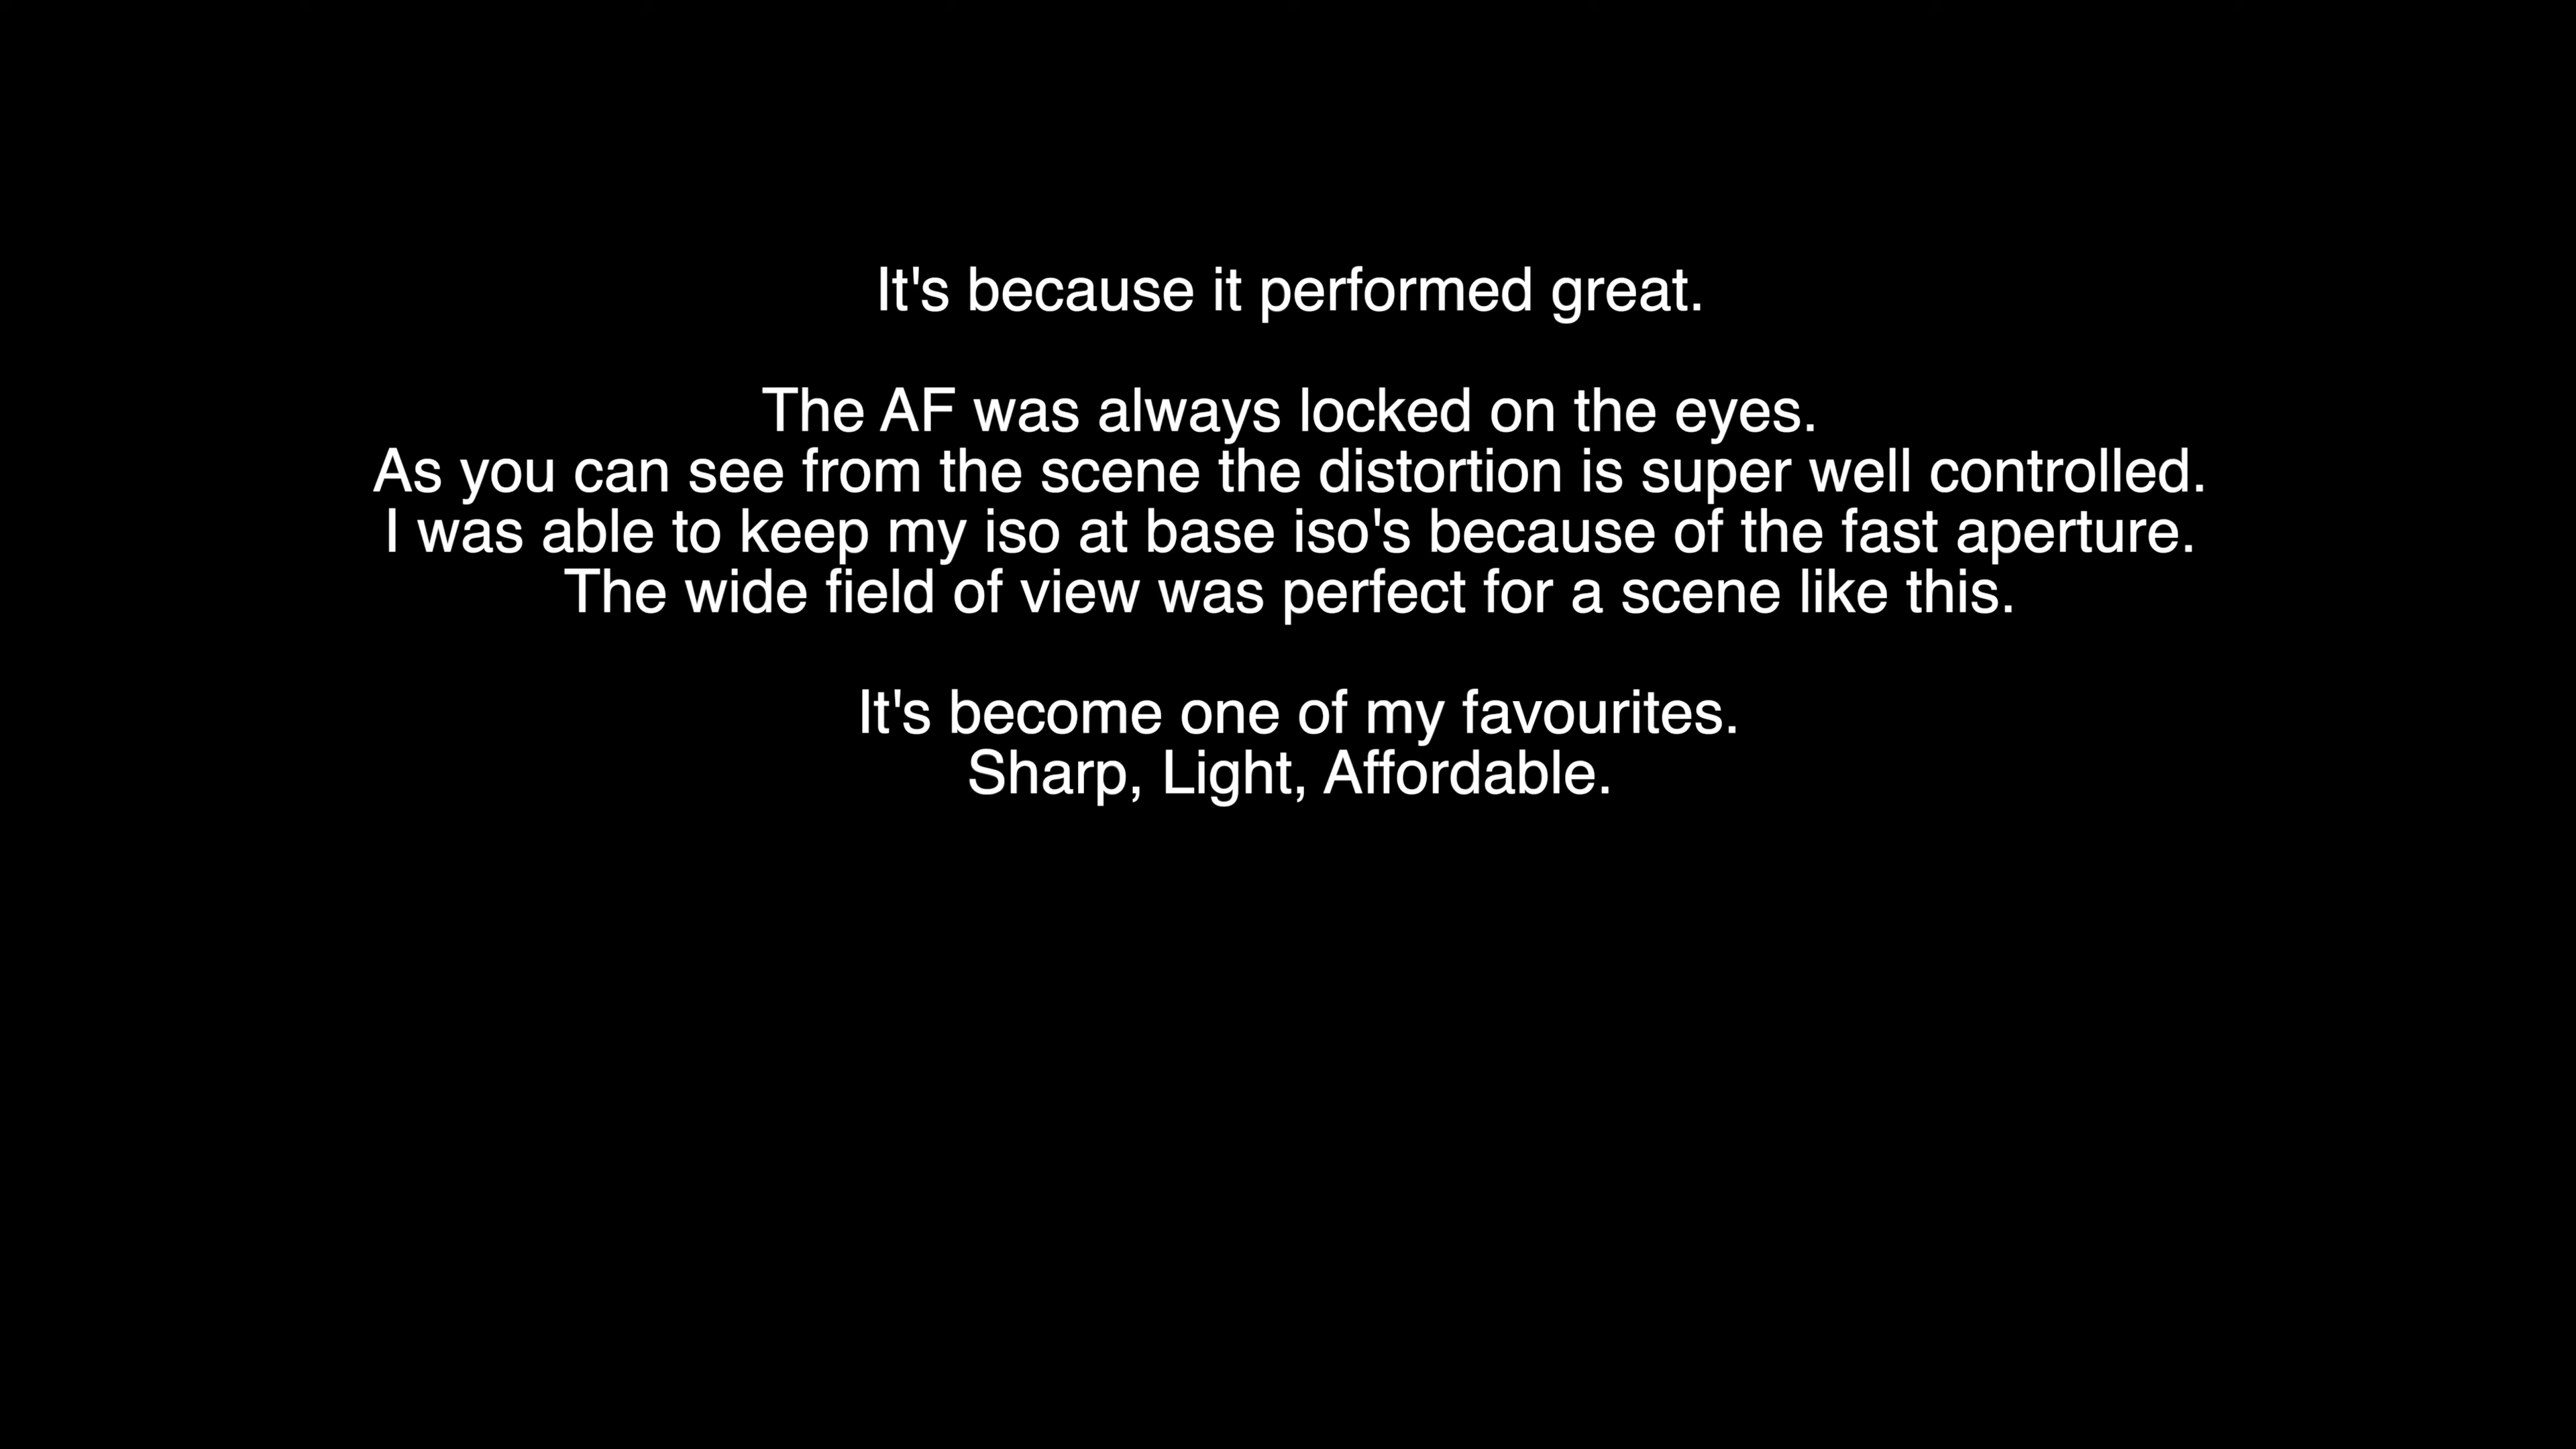 It's because it performed great.
The AF was always locked on the eyes.
As you can see from the scene the distortion is super well controlled.
I was able to keep my iso at base iso's because of the fast aperture.
The wide field of view was perfect for a scene like this.
It's become one of my favourites.
Sharp, Light, Affordable.